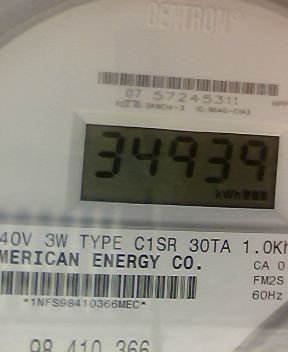 CENTRON®
07 57245311
34939
kWh
40V 3W TYPE C1SR 30TA 1.0Kh
MERICAN ENERGY CO.
CA 0
FM2S
60Hz
*1NFS98410366MEC*
98 410 366